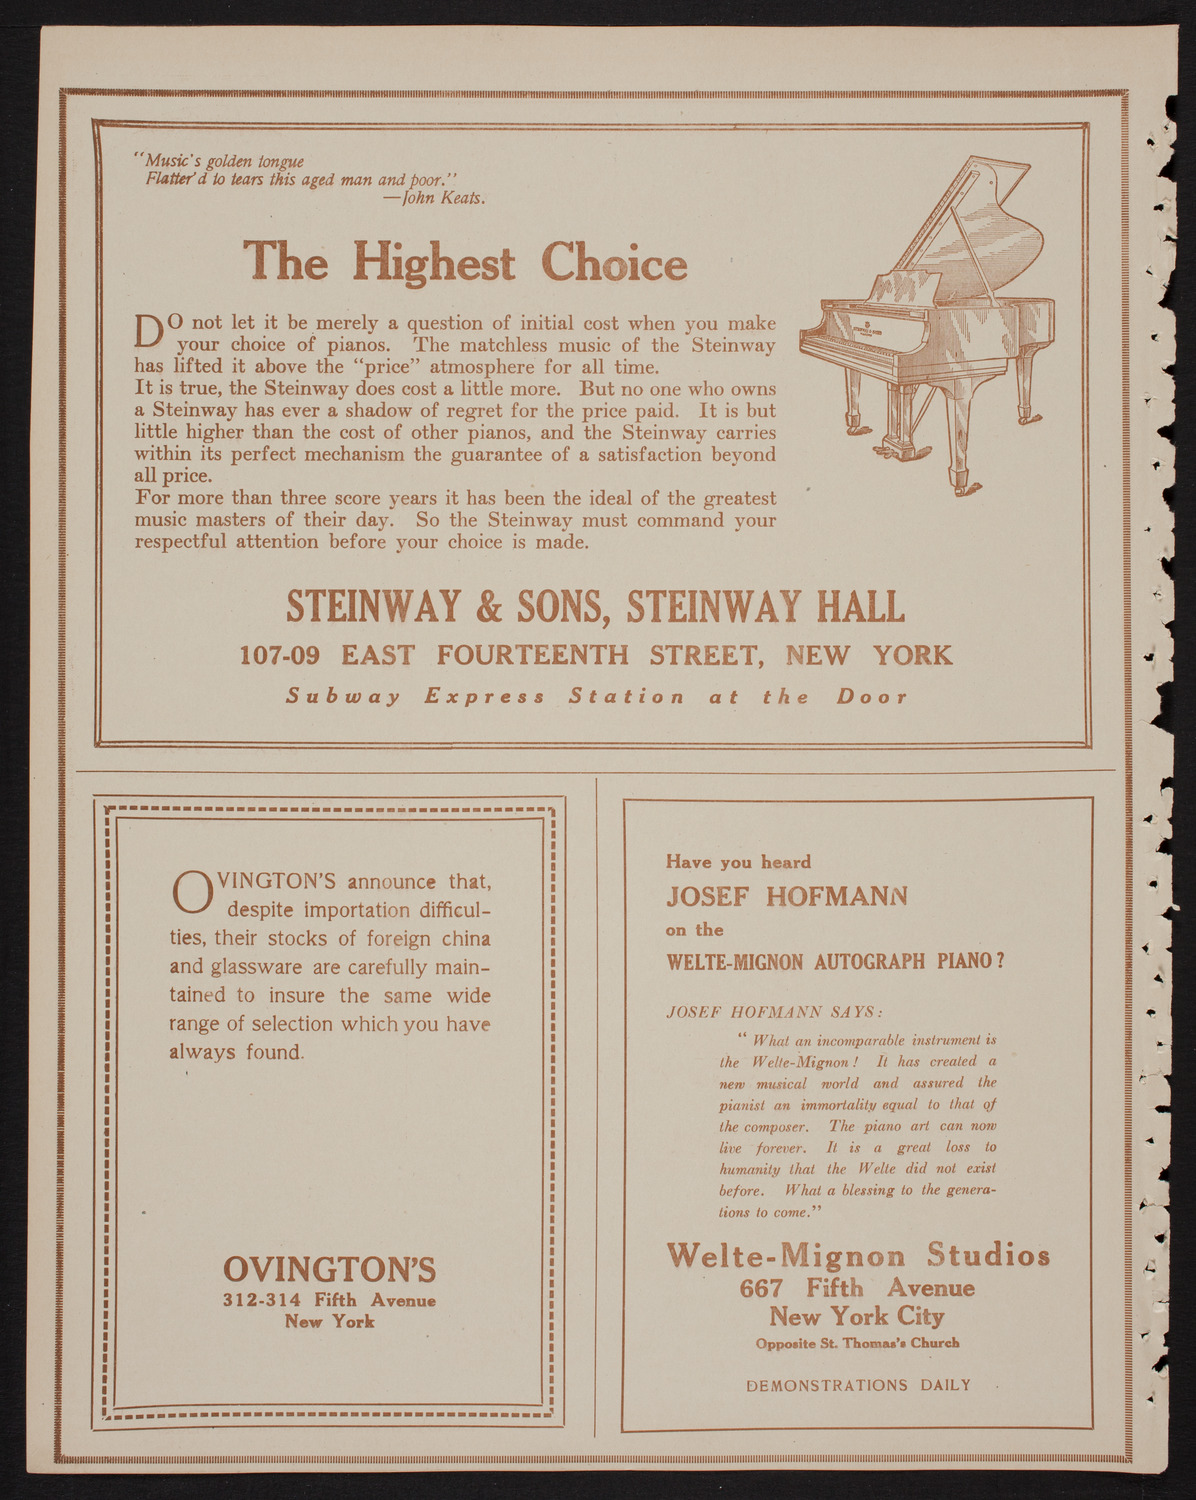 "Music's golden tongue
Flatter'd to tears this aged man and poor."
—John Keats.
The Highest Choice
DO not let it be merely a question of initial cost when you make
your choice of pianos. The matchless music of the Steinway
has lifted it above the "price" atmosphere for all time.
It is true, the Steinway does cost a little more. But no one who owns
a Steinway has ever a shadow of regret for the price paid. It is but
little higher than the cost of other pianos, and the Steinway carries
within its perfect mechanism the guarantee of a satisfaction beyond
all price.
For more than three score years it has been the ideal of the greatest
music masters of their day. So the Steinway must command your
respectful attention before your choice is made.
STEINWAY & SONS, STEINWAY HALL
107-09 EAST FOURTEENTH STREET, NEW YORK
Subway Express Station at the Door
OVINGTON'S announce that,
despite importation difficul-
ties, their stocks of foreign china
and glassware are carefully main-
tained to insure the same wide
range of selection which you have
always found.
OVINGTON'S
312-314 Fifth Avenue
New York
Have you heard
JOSEF HOFMANN
on the
WELTE-MIGNON AUTOGRAPH PIANO?
JOSEF HOFMANN SAYS:
"What an incomparable instrument is
the Welte-Mignon! It has created a
new musical world and assured the
pianist an immortality equal to that of
the composer. The piano art can now
live forever. It is a great loss to
humanity that the Welte did not exist
before. What a blessing to the genera-
tions to come."
Welte-Mignon Studios
667 Fifth Avenue
New York City
Opposite St. Thomas's Church
DEMONSTRATIONS DAILY